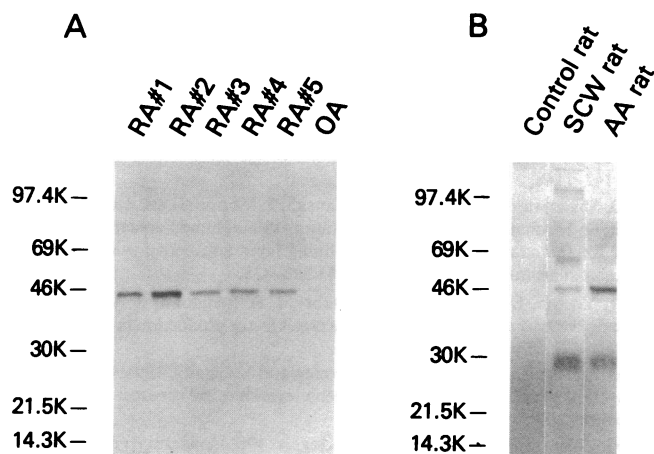 A
RA#1 RA#2 RA#3 RA#4 RA#5 OA
97.4K
69K
46K
30K
21.5K
14.3K
B
Control rat SCW rat AA rat
97.4K
69K
46K
30K
21.5K
14.3K